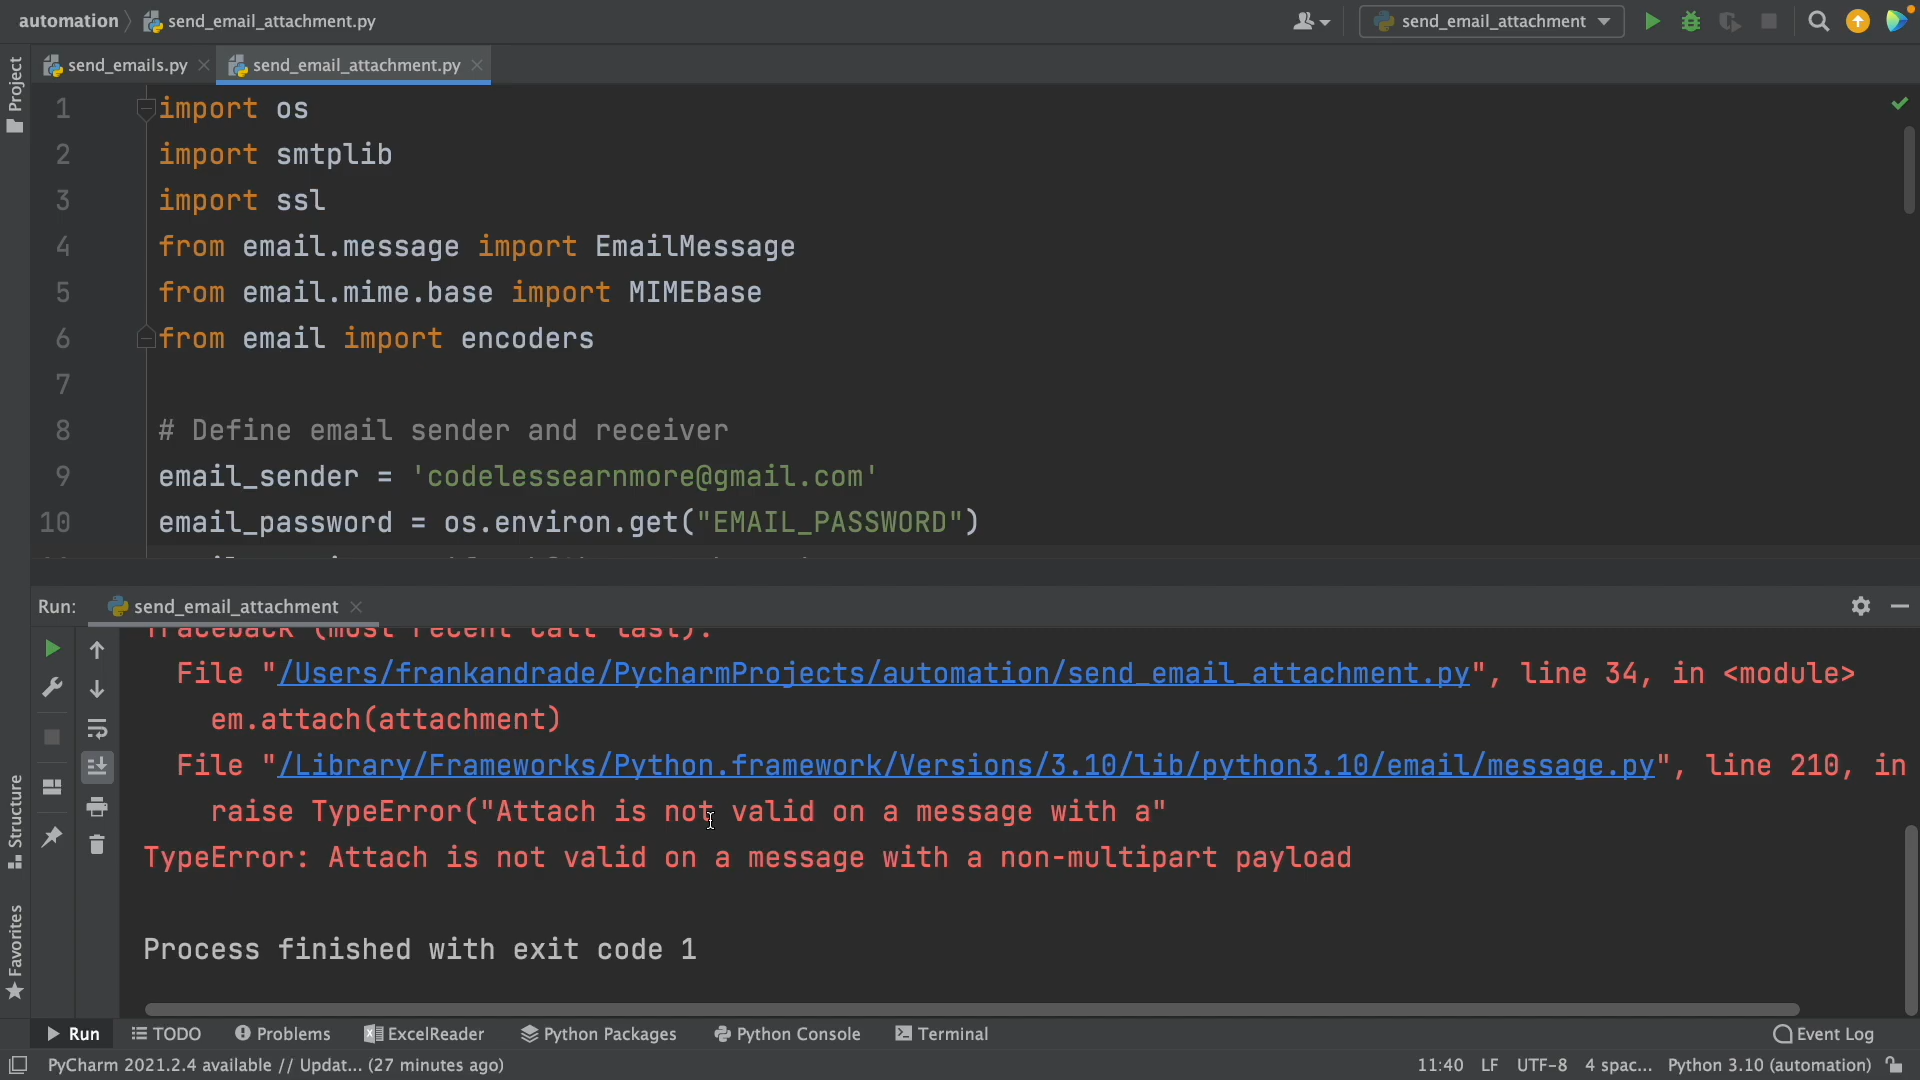 automation
send_email_attachment.py
send_email_attachment
Project
send_emails.py
send_email_attachment.py
1 import os
2 import smtplib
3 import ssl
4 from email.message import EmailMessage
5 from email.mime.base import MIMEBase
6 from email import encoders
7
8 # Define email sender and receiver
9 email_sender = 'codelessearnmore@gmail.com'
10 email_password = os.environ.get("EMAIL_PASSWORD")
Run: send_email_attachment
Traceback (most recent call last):
File "/Users/frankandrade/PycharmProjects/automation/send_email_attachment.py", line 34, in <module>
em.attach(attachment)
File "/Library/Frameworks/Python.framework/Versions/3.10/lib/python3.10/email/message.py", line 210, in
raise TypeError("Attach is not valid on a message with a"
TypeError: Attach is not valid on a message with a non-multipart payload
Process finished with exit code 1
Structure
Favorites
Run TODO Problems ExcelReader Python Packages Python Console Terminal Event Log
PyCharm 2021.2.4 available // Updat... (27 minutes ago) 11:40 LF UTF-8 4 spac... Python 3.10 (automation)